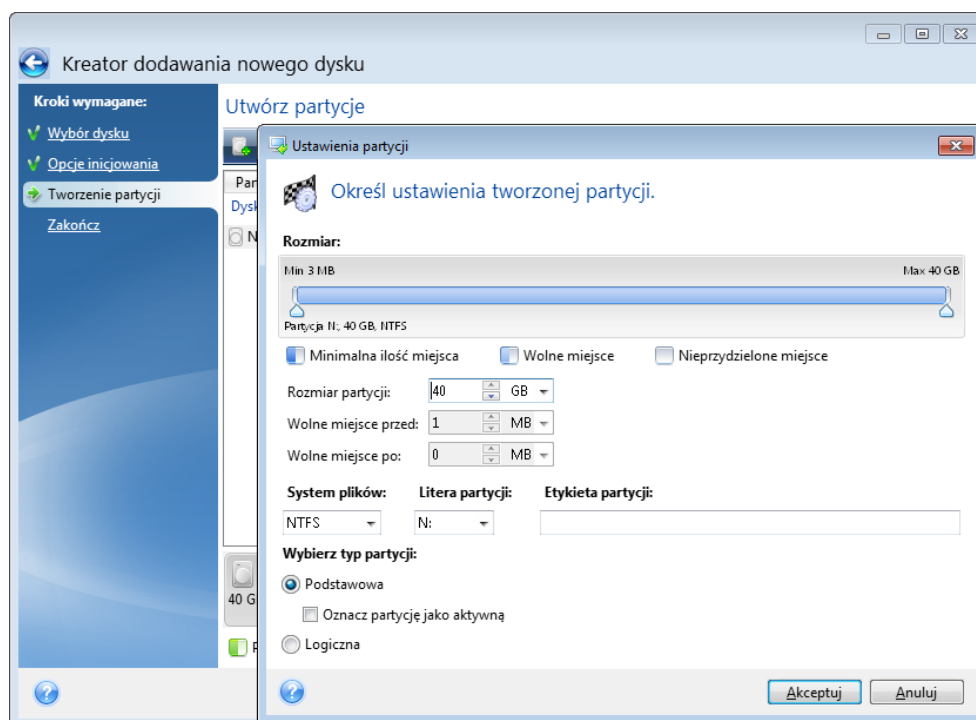 Kreator dodawania nowego dysku
Kroki wymagane:
Wybór dysku
Opcje inicjowania
Tworzenie partycji
Zakończ
Utwórz partycje
Par
Dysk
N
40 G
Ustawienia partycji
Określ ustawienia tworzonej partycji.
Rozmiar:
Min 3 MB Max 40 GB
Partycja N:, 40 GB, NTFS
Minimalna ilość miejsca Wolne miejsce Nieprzydzielone miejsce
Rozmiar partycji: 40 GB
Wolne miejsce przed: 1 MB
Wolne miejsce po: 0 MB
System plików: Litera partycji: Etykieta partycji:
NTFS N:
Wybierz typ partycji:
Podstawowa
Oznacz partycję jako aktywną
Logiczna
Akceptuj Anuluj